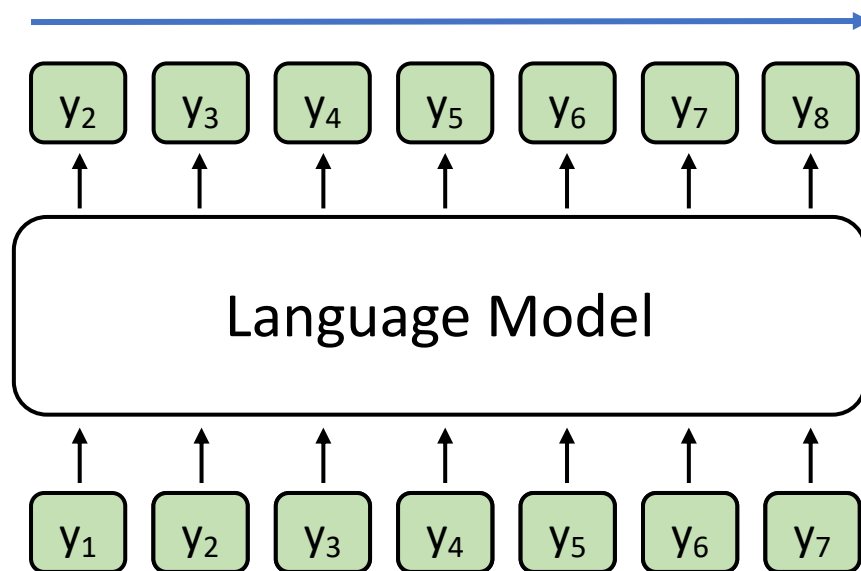 y₂ y₃ y₄ y₅ y₆ y₇ y₈
Language Model
y₁ y₂ y₃ y₄ y₅ y₆ y₇